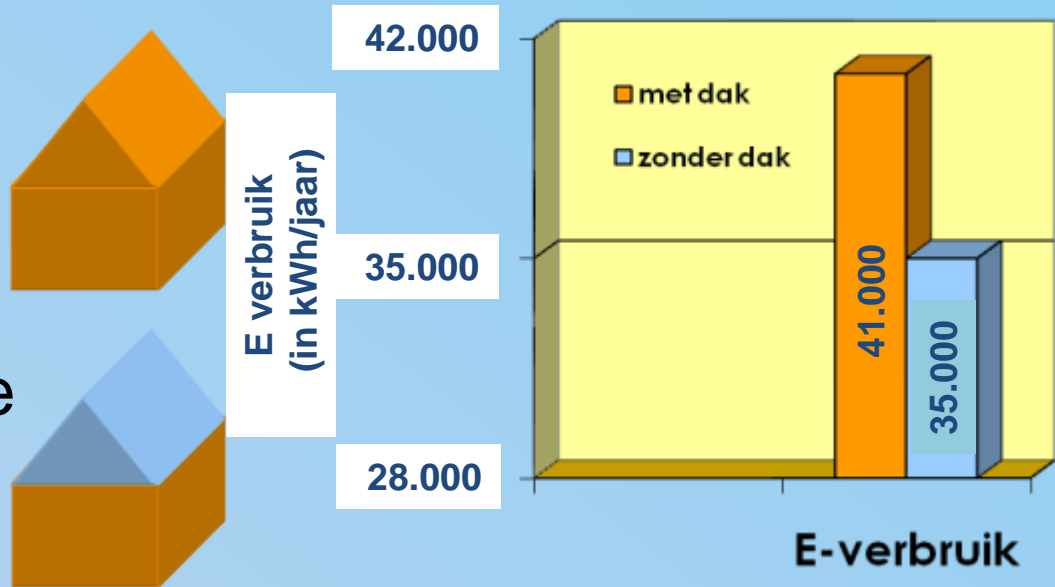 42.000
met dak
zonder dak
E verbruik
(in kWh/jaar)
35.000
41.000
35.000
e
28.000
E-verbruik